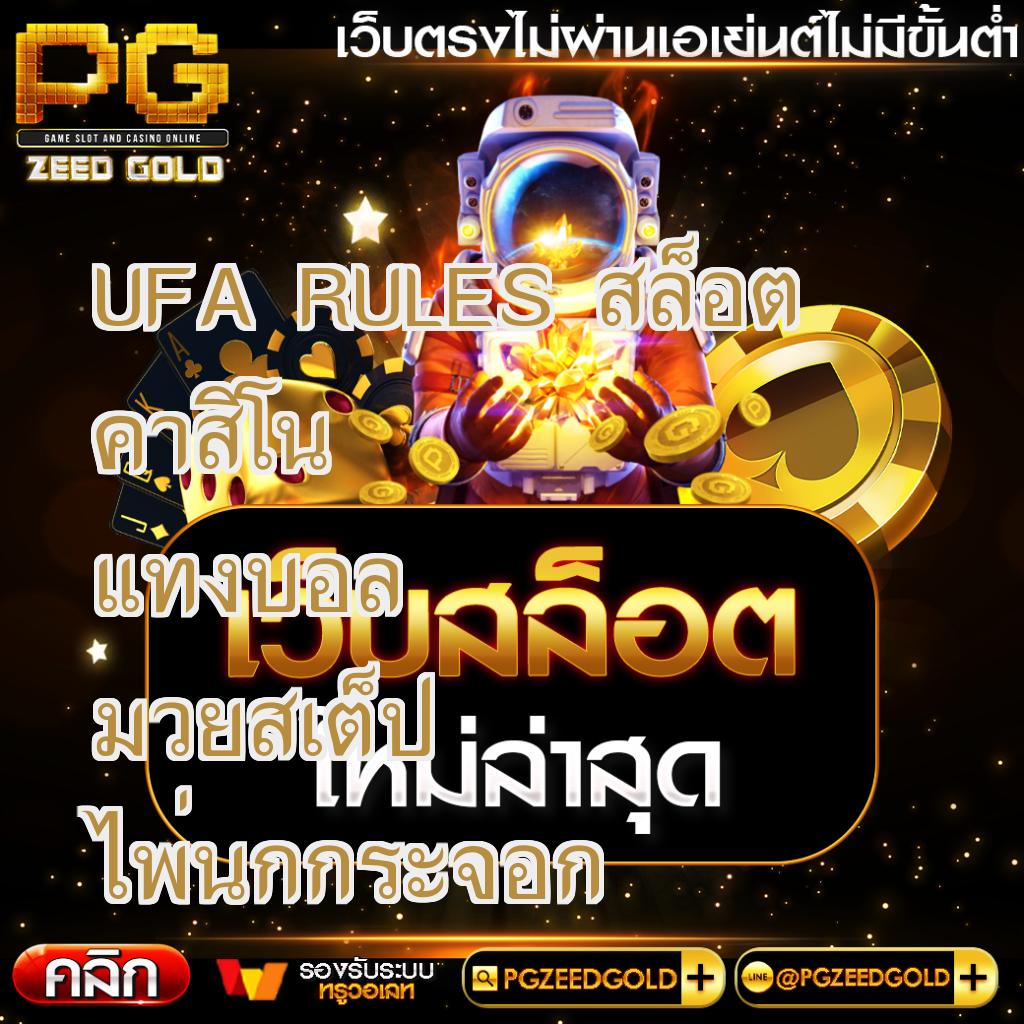 PG
GAME SLOT AND CASINO ONLINE
ZEED GOLD
เว็บตรงไม่ผ่านเอเย่นต์ไม่มีขั้นต่ำ
UFA RULES สล็อต
คาสิโน
แทงบอล
เว็บสล็อต
มวยสเต็ป
ใหม่ล่าสุด
ไพ่นกกระจอก
คลิก
รองรับระบบ
ทรูวอเลท
PGZEEDGOLD
LINE @PGZEEDGOLD